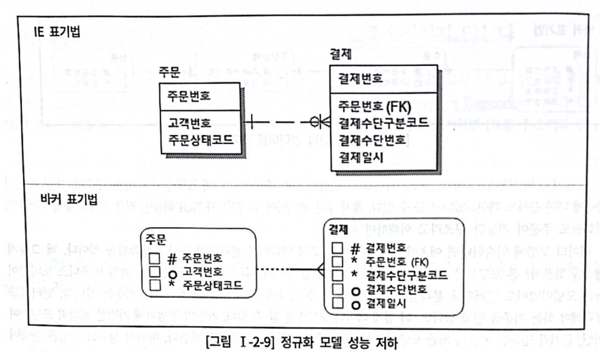 IE 표기법
주문
주문번호
고객번호
주문상태코드
결제
결제번호
주문번호 (FK)
결제수단구분코드
결제수단번호
결제일시
바커 표기법
주문
# 주문번호
o 고객번호
* 주문상태코드
결제
# 결제번호
* 주문번호 (FK)
* 결제수단구분코드
o 결제수단번호
o 결제일시
[그림 Ⅰ-2-9] 정규화 모델 성능 저하